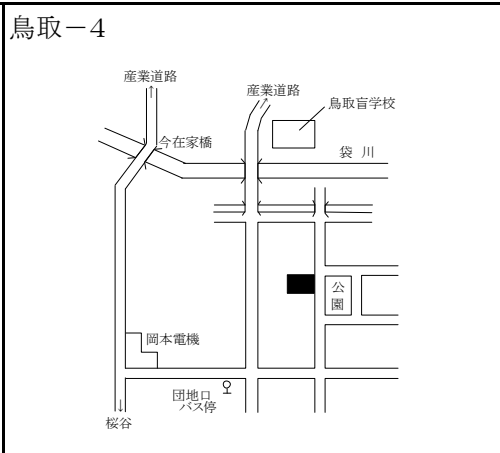 鳥取－4
産業道路
↑
産業道路
↑
鳥取盲学校
今在家橋
袋 川
公
園
岡本電機
団地口
バス停
↓
桜谷